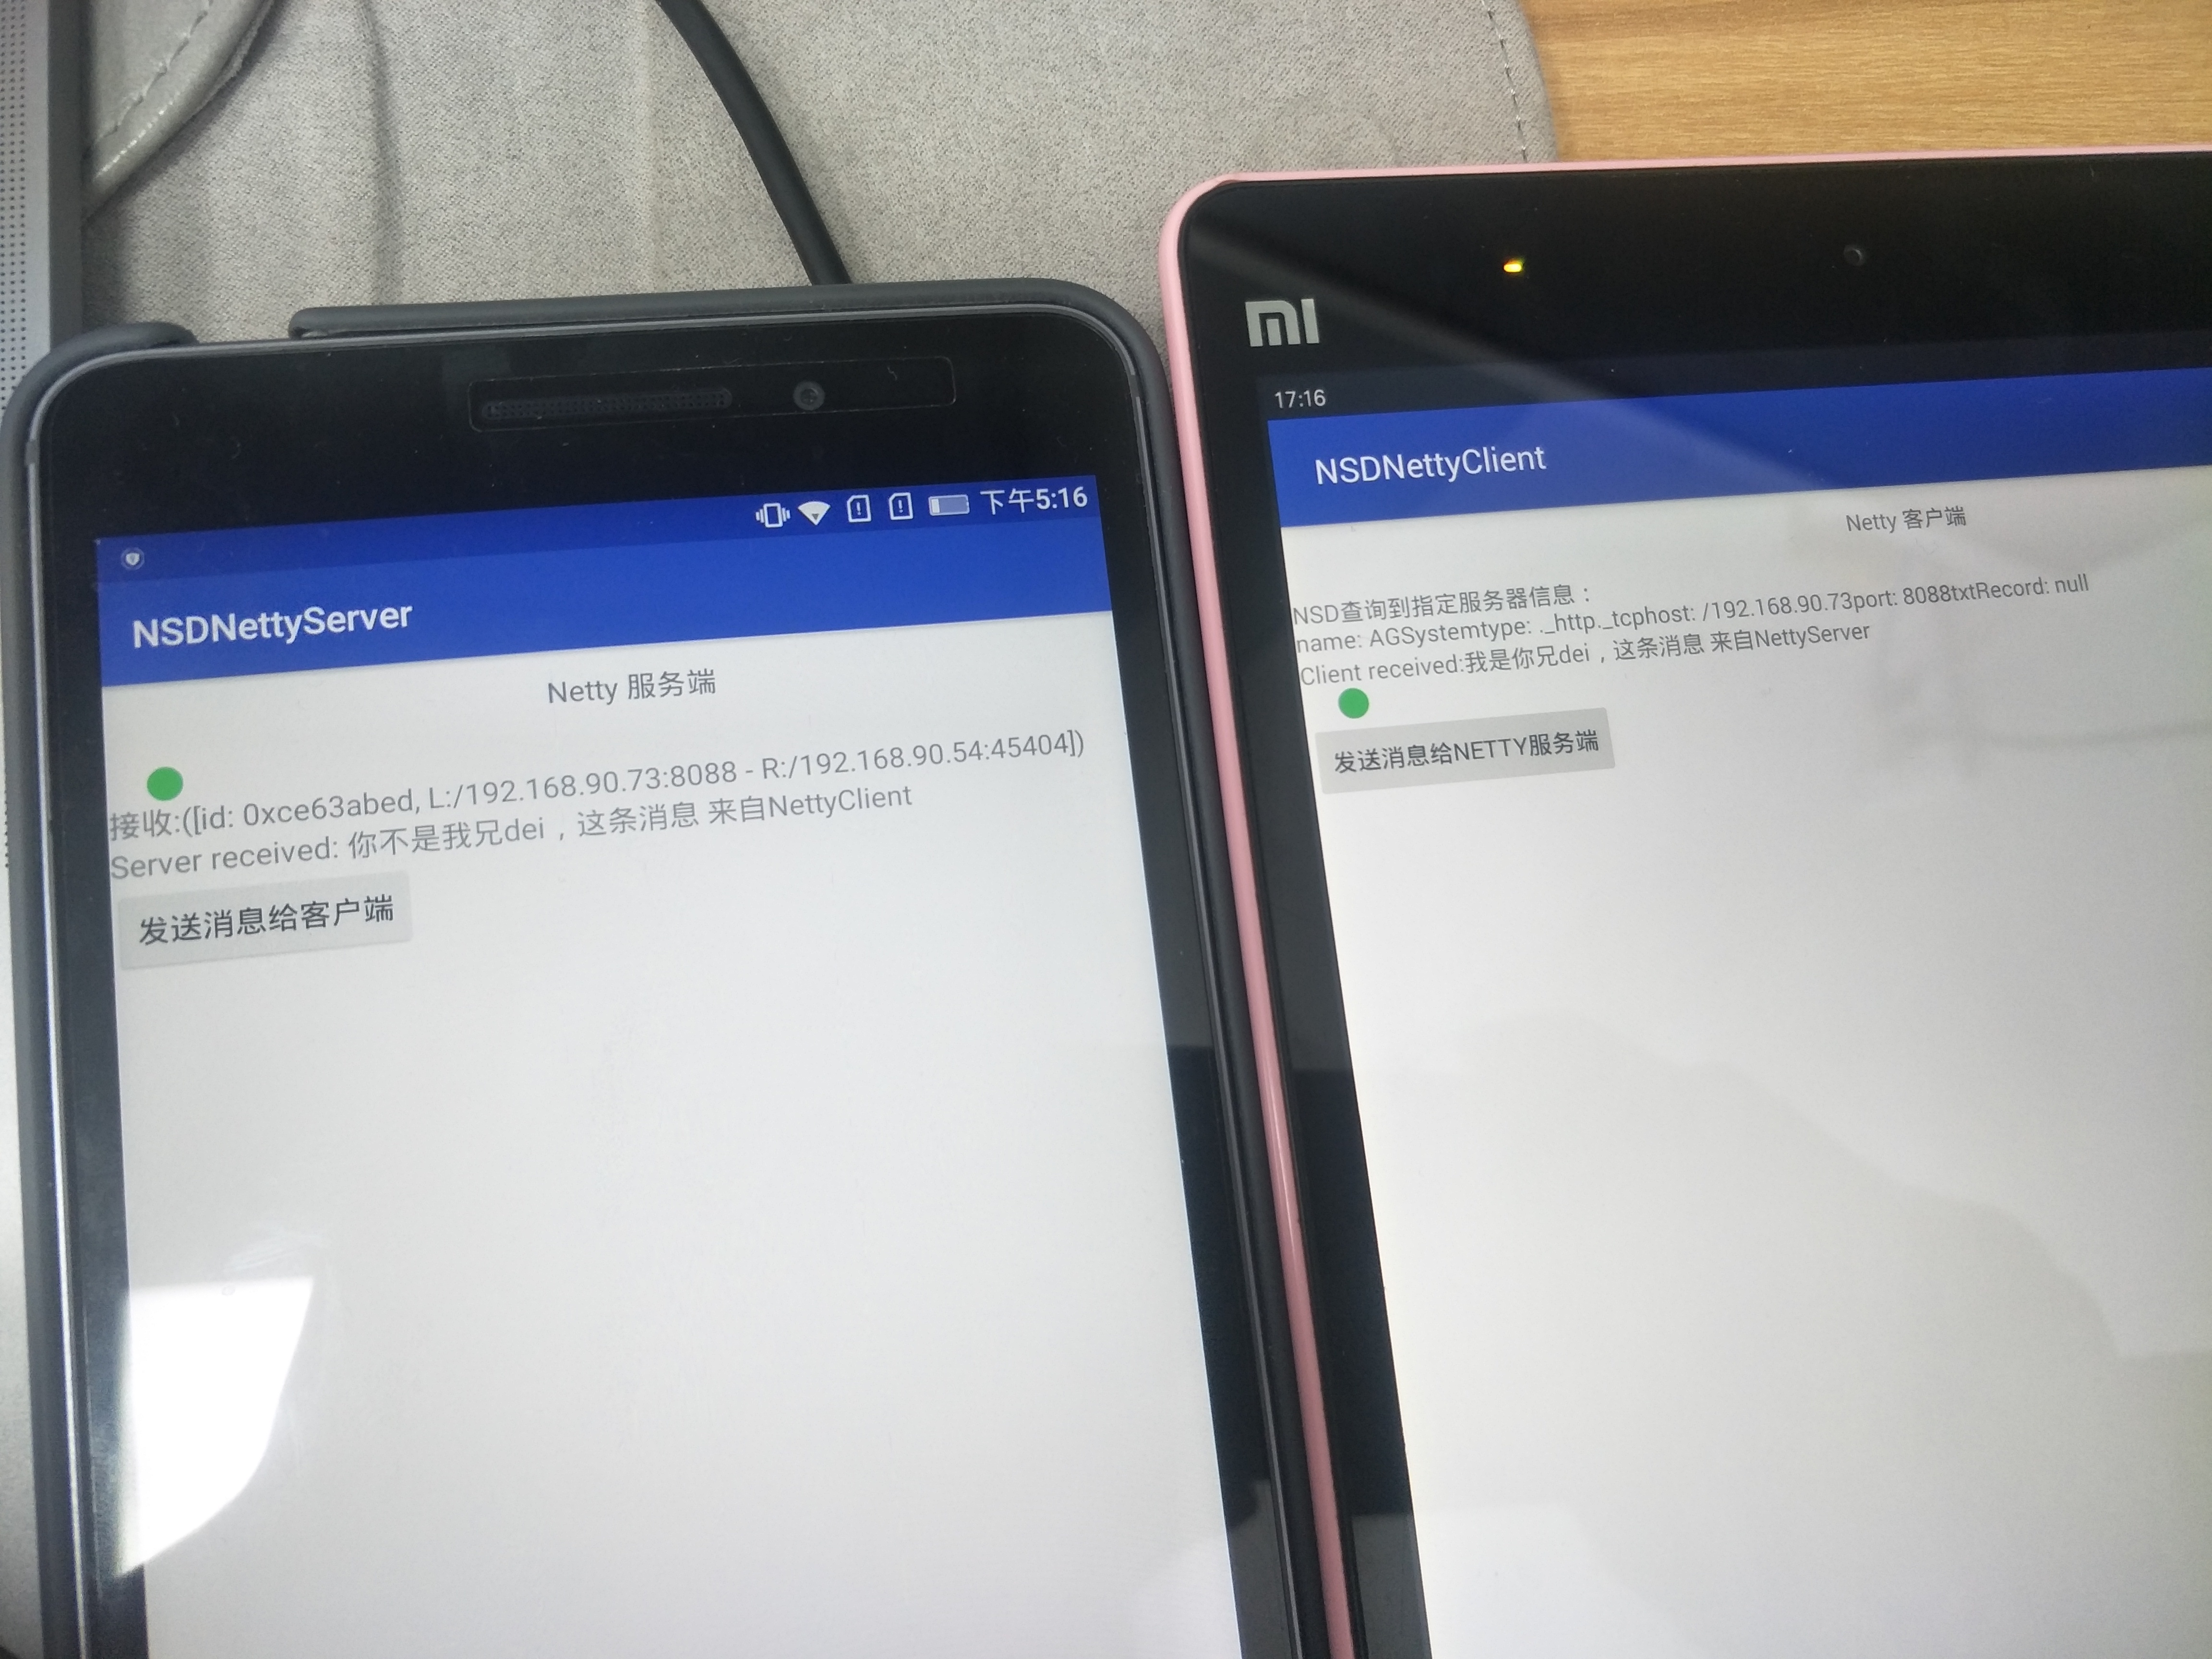 下午5:16
NSDNettyServer
Netty 服务端
接收:([id: 0xce63abed, L:/192.168.90.73:8088 - R:/192.168.90.54:45404])
Server received: 你不是我兄dei，这条消息 来自NettyClient
发送消息给客户端
mi
17:16
NSDNettyClient
Netty 客户端
NSD查询到指定服务器信息：
name: AGSystemtype: ._http._tcphost: /192.168.90.73port: 8088txtRecord: null
Client received:我是你兄dei，这条消息 来自NettyServer
发送消息给NETTY服务端